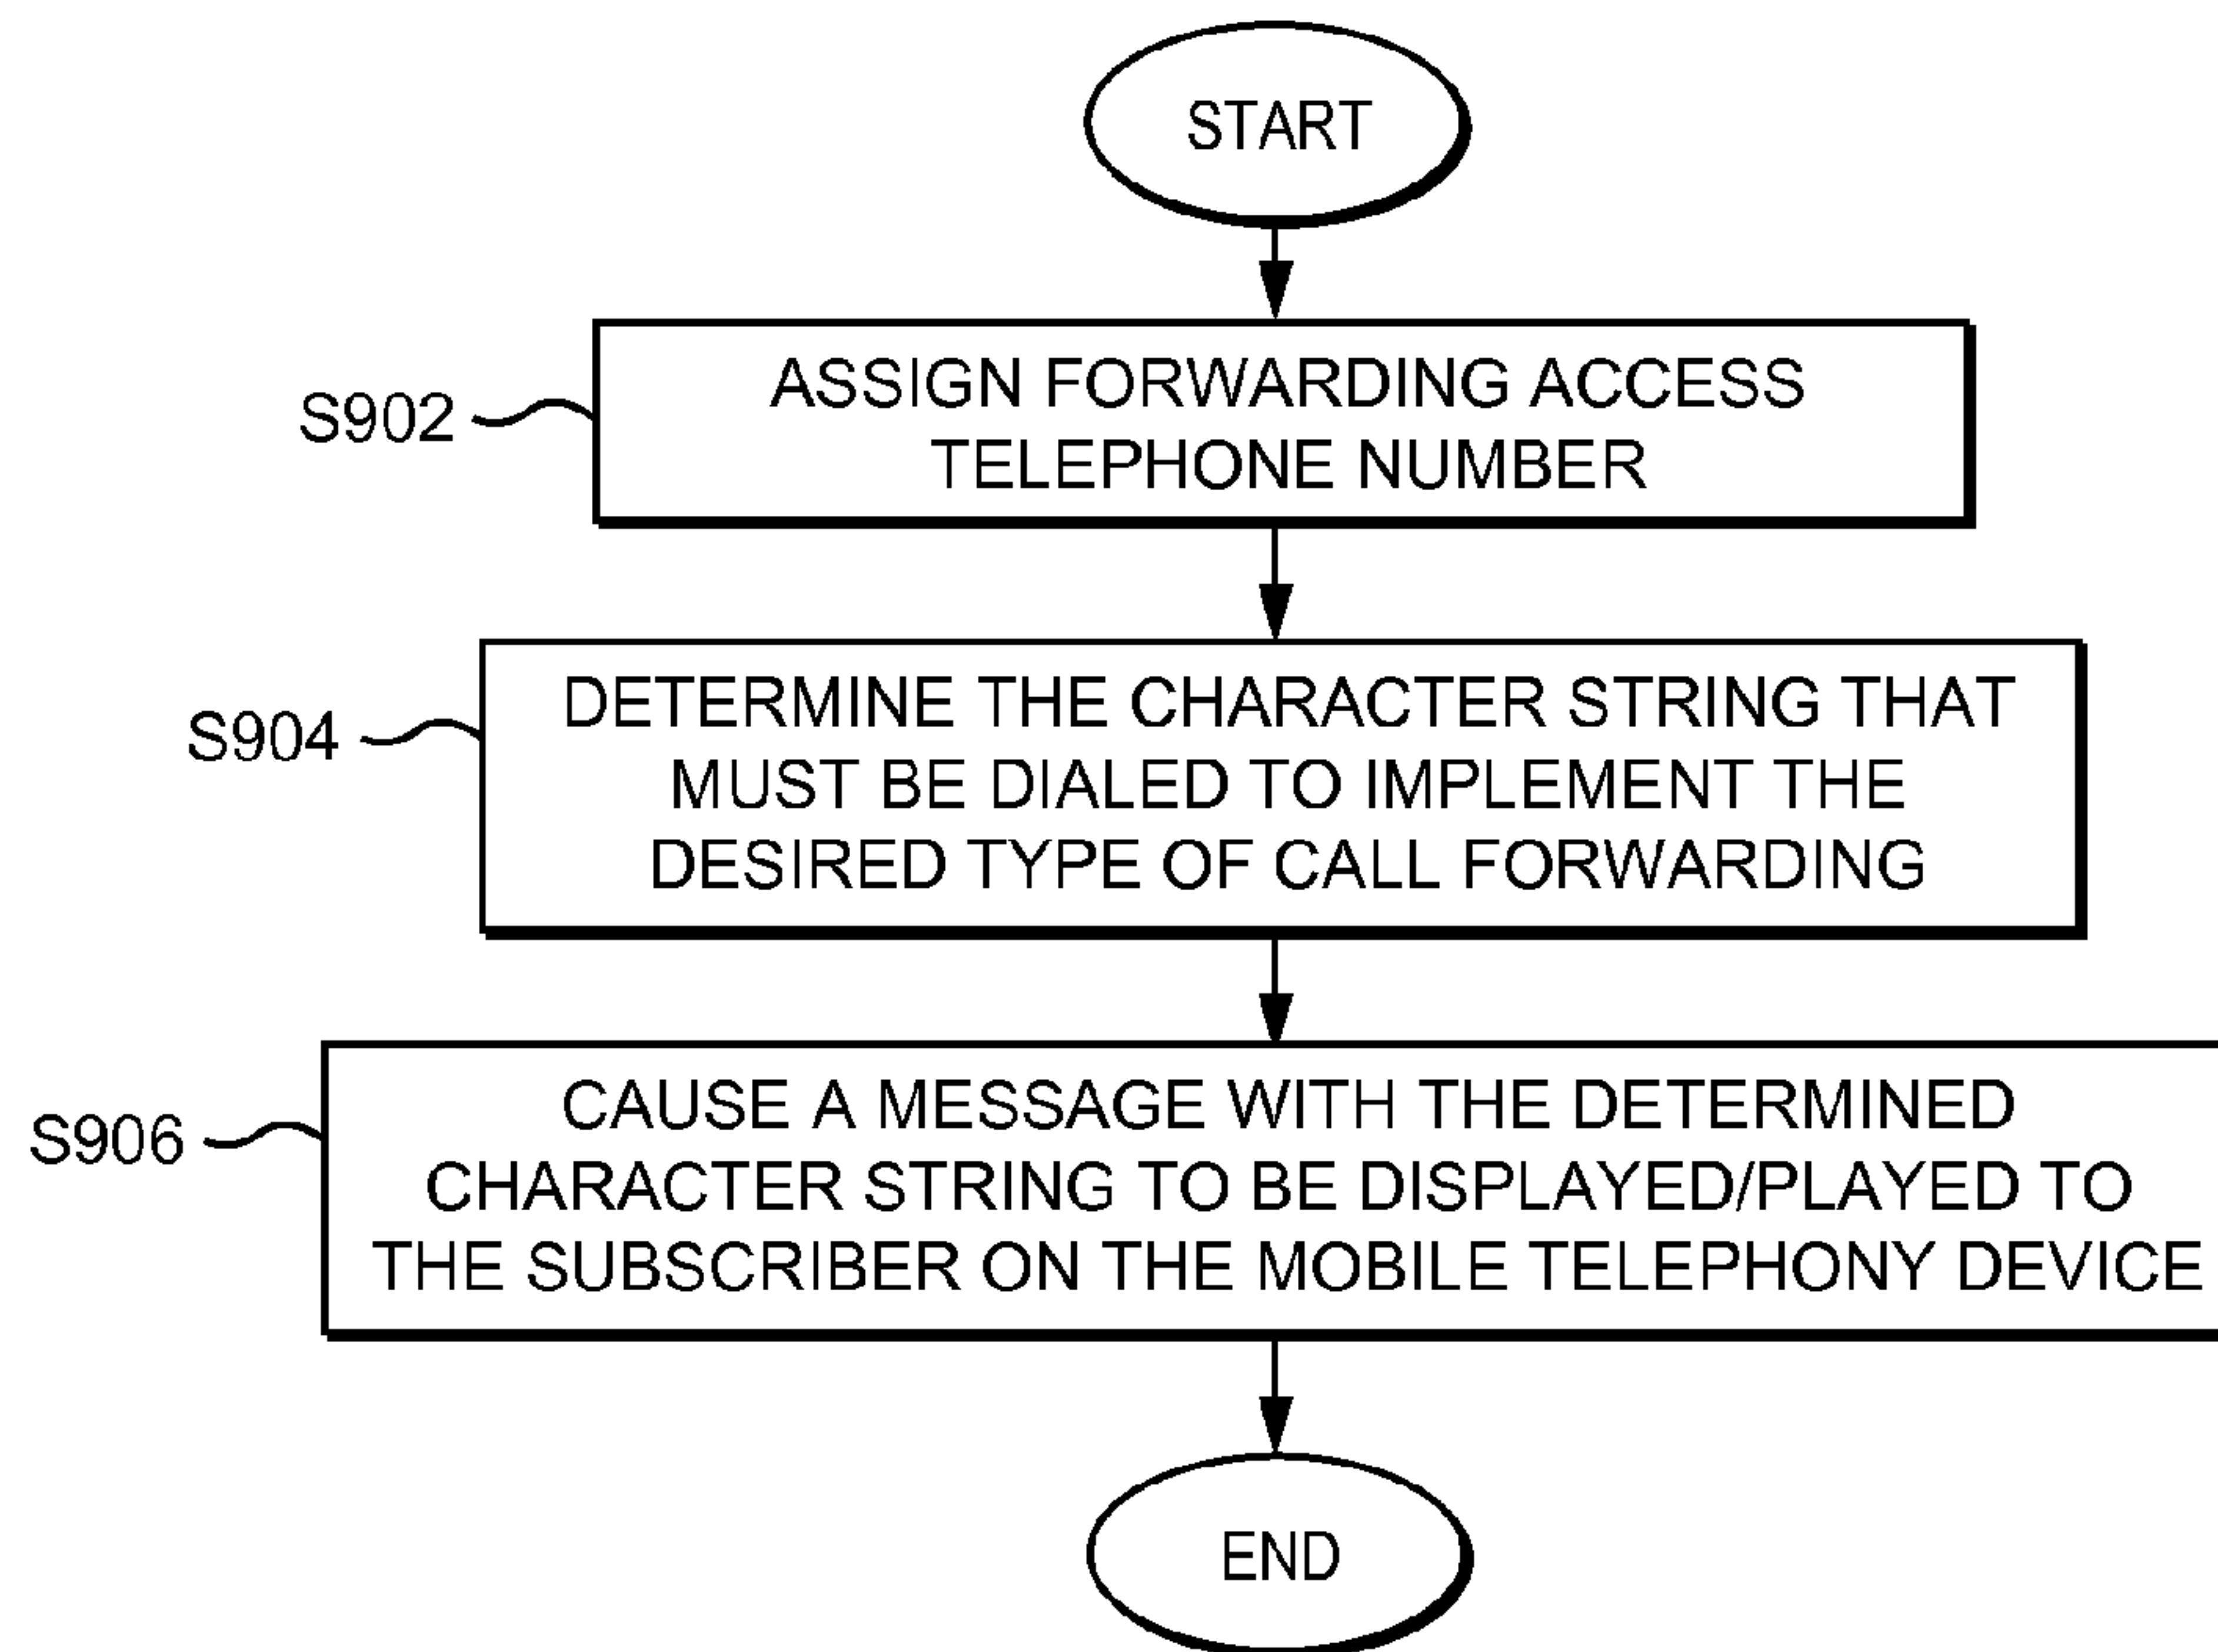 START
S902
ASSIGN FORWARDING ACCESS
TELEPHONE NUMBER
S904
DETERMINE THE CHARACTER STRING THAT
MUST BE DIALED TO IMPLEMENT THE
DESIRED TYPE OF CALL FORWARDING
S906
CAUSE A MESSAGE WITH THE DETERMINED
CHARACTER STRING TO BE DISPLAYED/PLAYED TO
THE SUBSCRIBER ON THE MOBILE TELEPHONY DEVICE
END